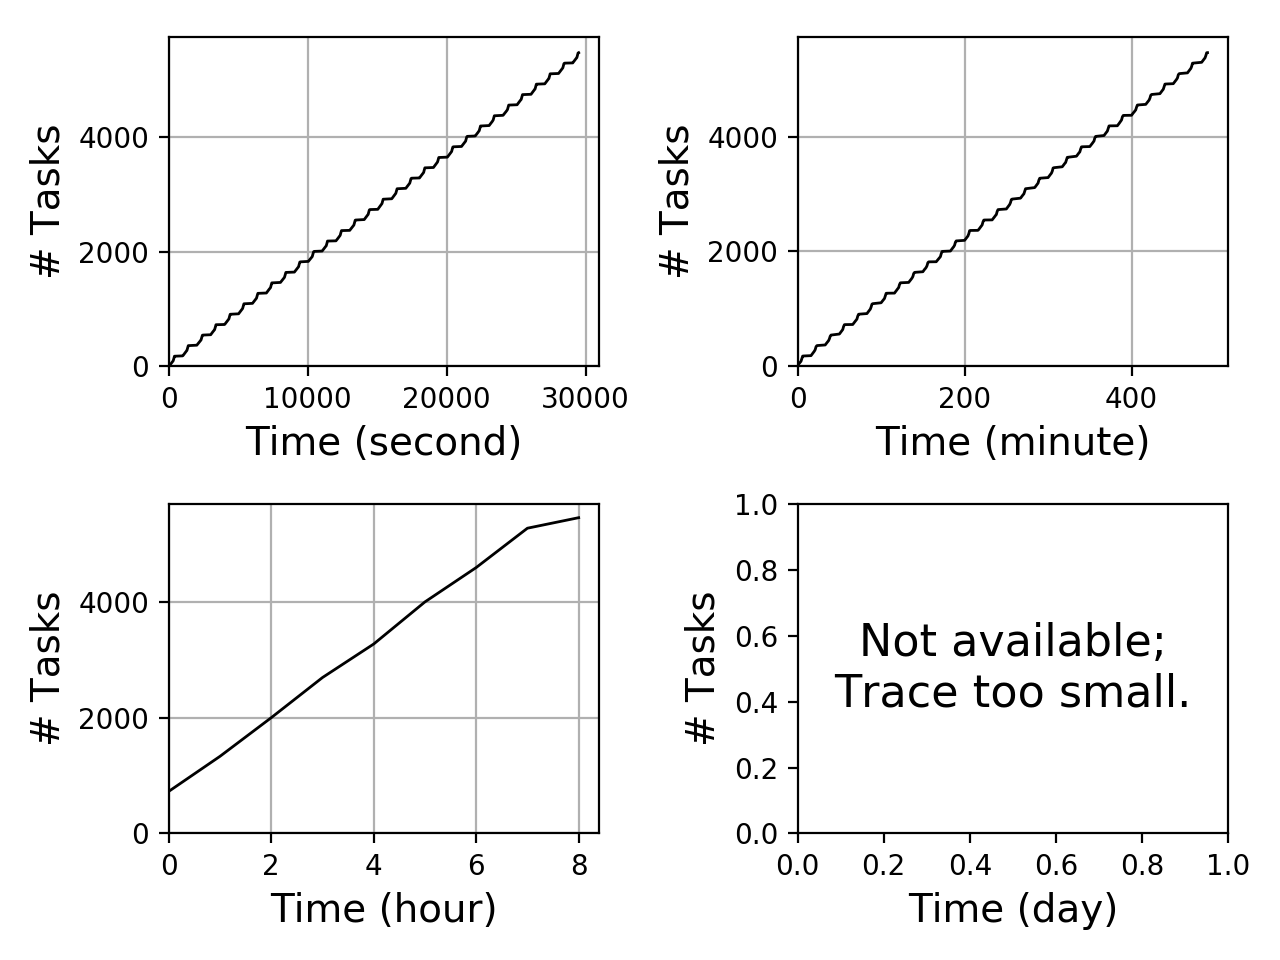 # Tasks
4000
2000
0
0 10000 20000 30000
Time (second)
# Tasks
4000
2000
0
0 200 400
Time (minute)
# Tasks
4000
2000
0
0 2 4 6 8
Time (hour)
# Tasks
1.0
0.8
0.6
0.4
0.2
0.0
Not available;
Trace too small.
0.0 0.2 0.4 0.6 0.8 1.0
Time (day)